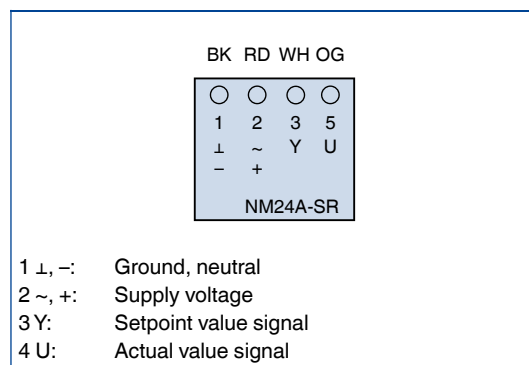 BK RD WH OG
1 2 3 5
⊥ ~ Y U
– +
NM24A-SR
1 ⊥, –: Ground, neutral
2 ~, +: Supply voltage
3 Y: Setpoint value signal
4 U: Actual value signal